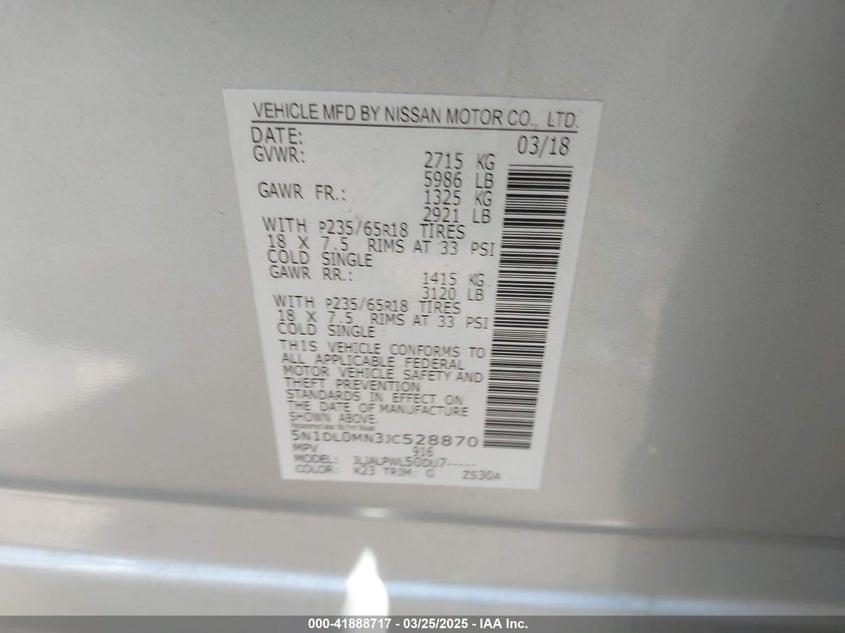 VEHICLE MFD BY NISSAN MOTOR CO., LTD.
DATE: 03/18
GVWR: 2715 KG
5986 LB
GAWR FR.: 1325 KG
2921 LB
WITH P235/65R18 TIRES
18 X 7.5 RIMS AT 33 PSI
COLD SINGLE
GAWR RR.: 1415 KG
3120 LB
WITH P235/65R18 TIRES
18 X 7.5 RIMS AT 33 PSI
COLD SINGLE
THIS VEHICLE CONFORMS TO
ALL APPLICABLE FEDERAL
MOTOR VEHICLE SAFETY AND
THEFT PREVENTION
STANDARDS IN EFFECT ON
THE DATE OF MANUFACTURE
SHOWN ABOVE.
5N1DL0MN3JC528870
MPV 916
MODEL: JLJALPWL50DU7-----
COLOR: K23 TRIM: G ZS30A
000-41888717 - 03/25/2025 - IAA Inc.